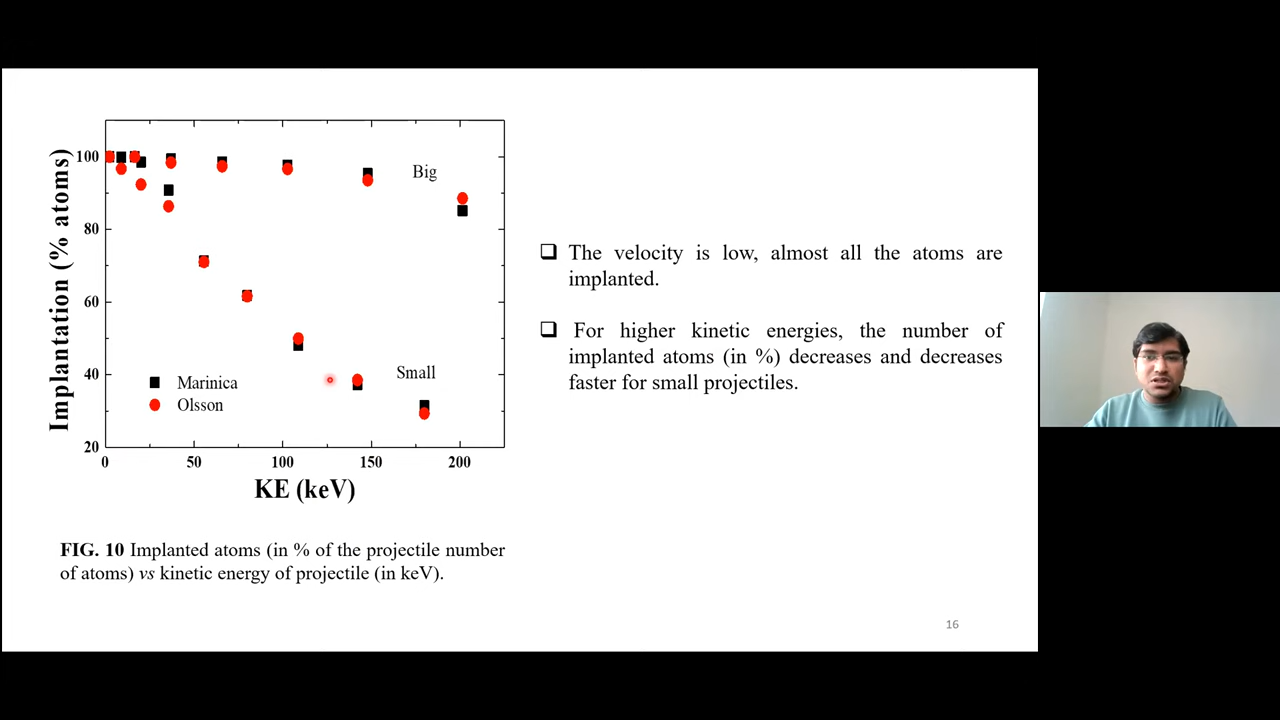 Implantation (% atoms)
100
80
60
40
20
0
50
100
150
200
KE (keV)
Big
Small
Marinica
Olsson
FIG. 10 Implanted atoms (in % of the projectile number
of atoms) vs kinetic energy of projectile (in keV).
❑ The velocity is low, almost all the atoms are
implanted.
❑ For higher kinetic energies, the number of
implanted atoms (in %) decreases and decreases
faster for small projectiles.
16